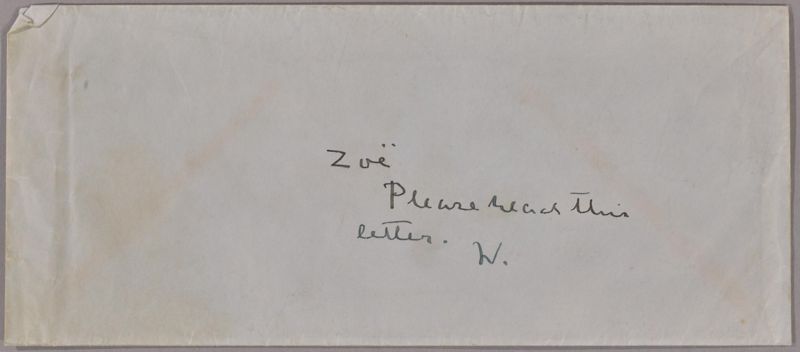 Zoë
Please read this
letter. W.